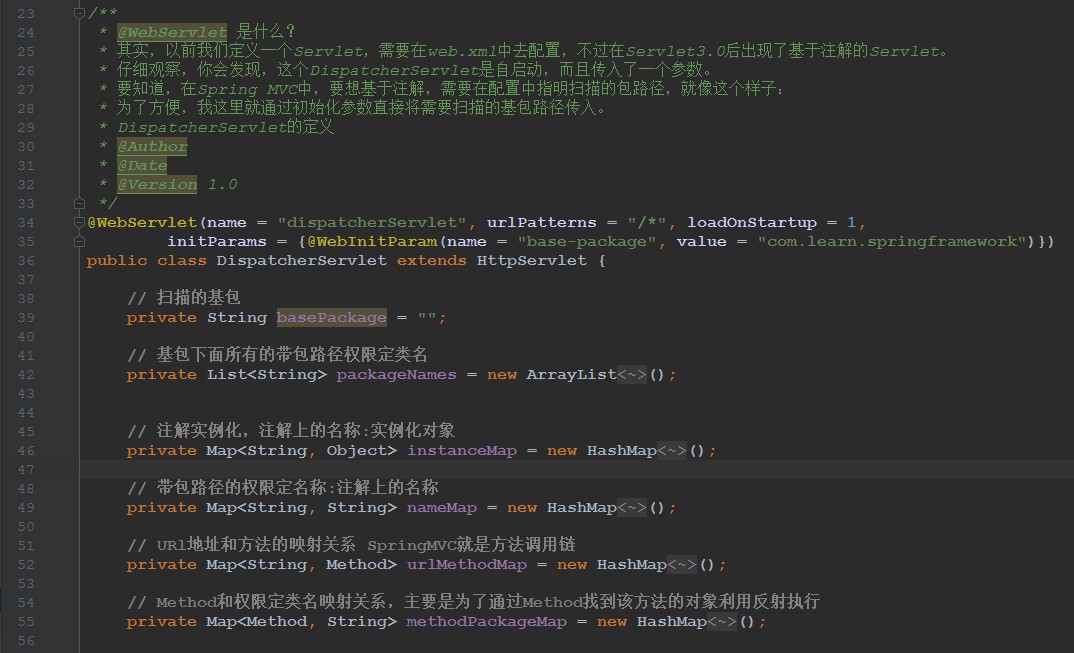 23 /**
24 * @WebServlet 是什么?
25 * 其实，以前我们定义一个Servlet，需要在web.xml中去配置，不过在Servlet3.0后出现了基于注解的Servlet。
26 * 仔细观察，你会发现，这个DispatcherServlet是自启动，而且传入了一个参数。
27 * 要知道，在Spring MVC中，要想基于注解，需要在配置中指明扫描的包路径，就像这个样子：
28 * 为了方便，我这里就通过初始化参数直接将需要扫描的基包路径传入。
29 * DispatcherServlet的定义
30 * @Author
31 * @Date
32 * @Version 1.0
33 */
34 @WebServlet(name = "dispatcherServlet", urlPatterns = "/*", loadOnStartup = 1,
35 initParams = {@WebInitParam(name = "base-package", value = "com.learn.springframework")})
36 public class DispatcherServlet extends HttpServlet {
37
38 // 扫描的基包
39 private String basePackage = "";
40
41 // 基包下面所有的带包路径权限定类名
42 private List<String> packageNames = new ArrayList<~>();
43
44
45 // 注解实例化，注解上的名称:实例化对象
46 private Map<String, Object> instanceMap = new HashMap<~>();
47
48 // 带包路径的权限定名称:注解上的名称
49 private Map<String, String> nameMap = new HashMap<~>();
50
51 // URl地址和方法的映射关系 SpringMVC就是方法调用链
52 private Map<String, Method> urlMethodMap = new HashMap<~>();
53
54 // Method和权限定类名映射关系，主要是为了通过Method找到该方法的对象利用反射执行
55 private Map<Method, String> methodPackageMap = new HashMap<~>();
56